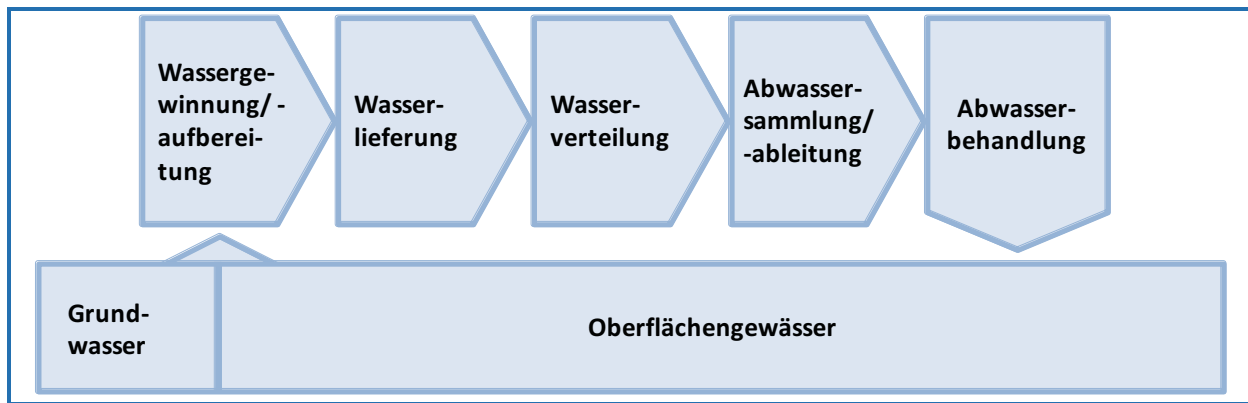 Wasserge-
winnung/ -
aufberei-
tung
Wasser-
lieferung
Wasser-
verteilung
Abwasser-
sammlung/
-ableitung
Abwasser-
behandlung
Grund-
wasser
Oberflächengewässer